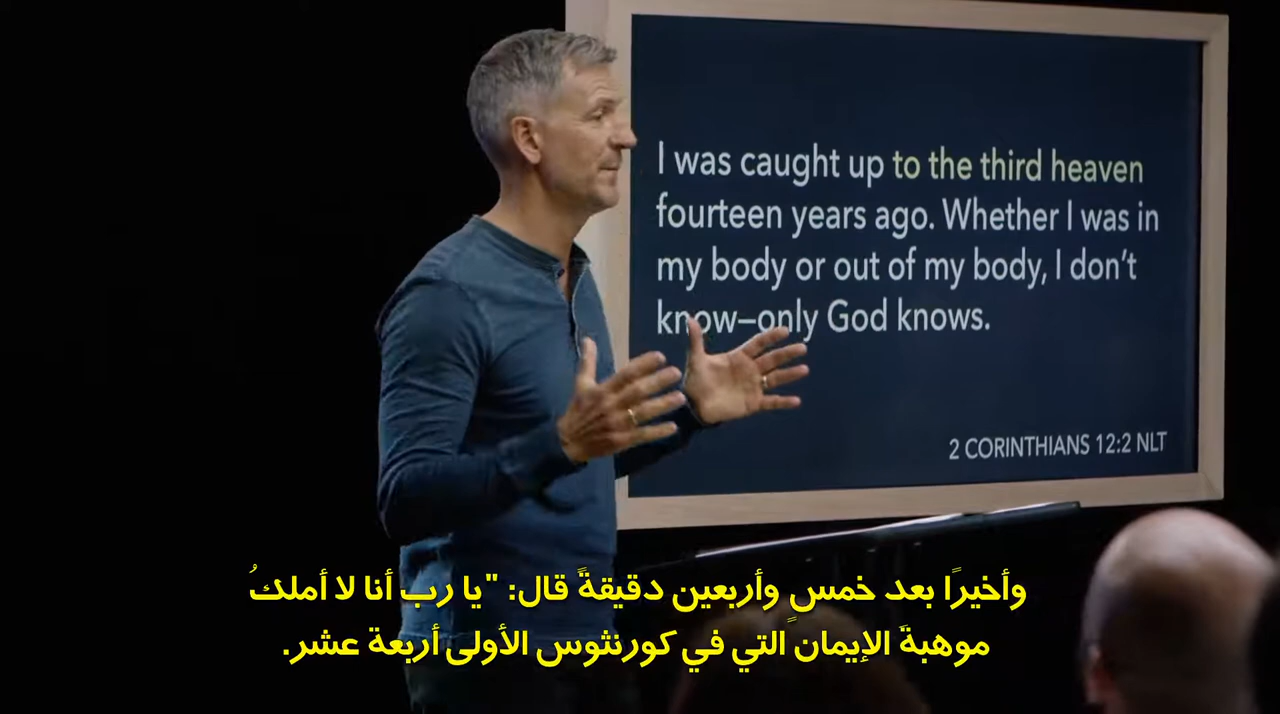 I was caught up to the third heaven
fourteen years ago. Whether I was in
my body or out of my body, I don't
know–only God knows.
2 CORINTHIANS 12:2 NLT
وأخيرًا بعد خمسٍ وأربعين دقيقةً قال: "يا رب أنا لا أملكُ
موهبةَ الإيمان التي في كورنثوس الأولى أربعة عشر.